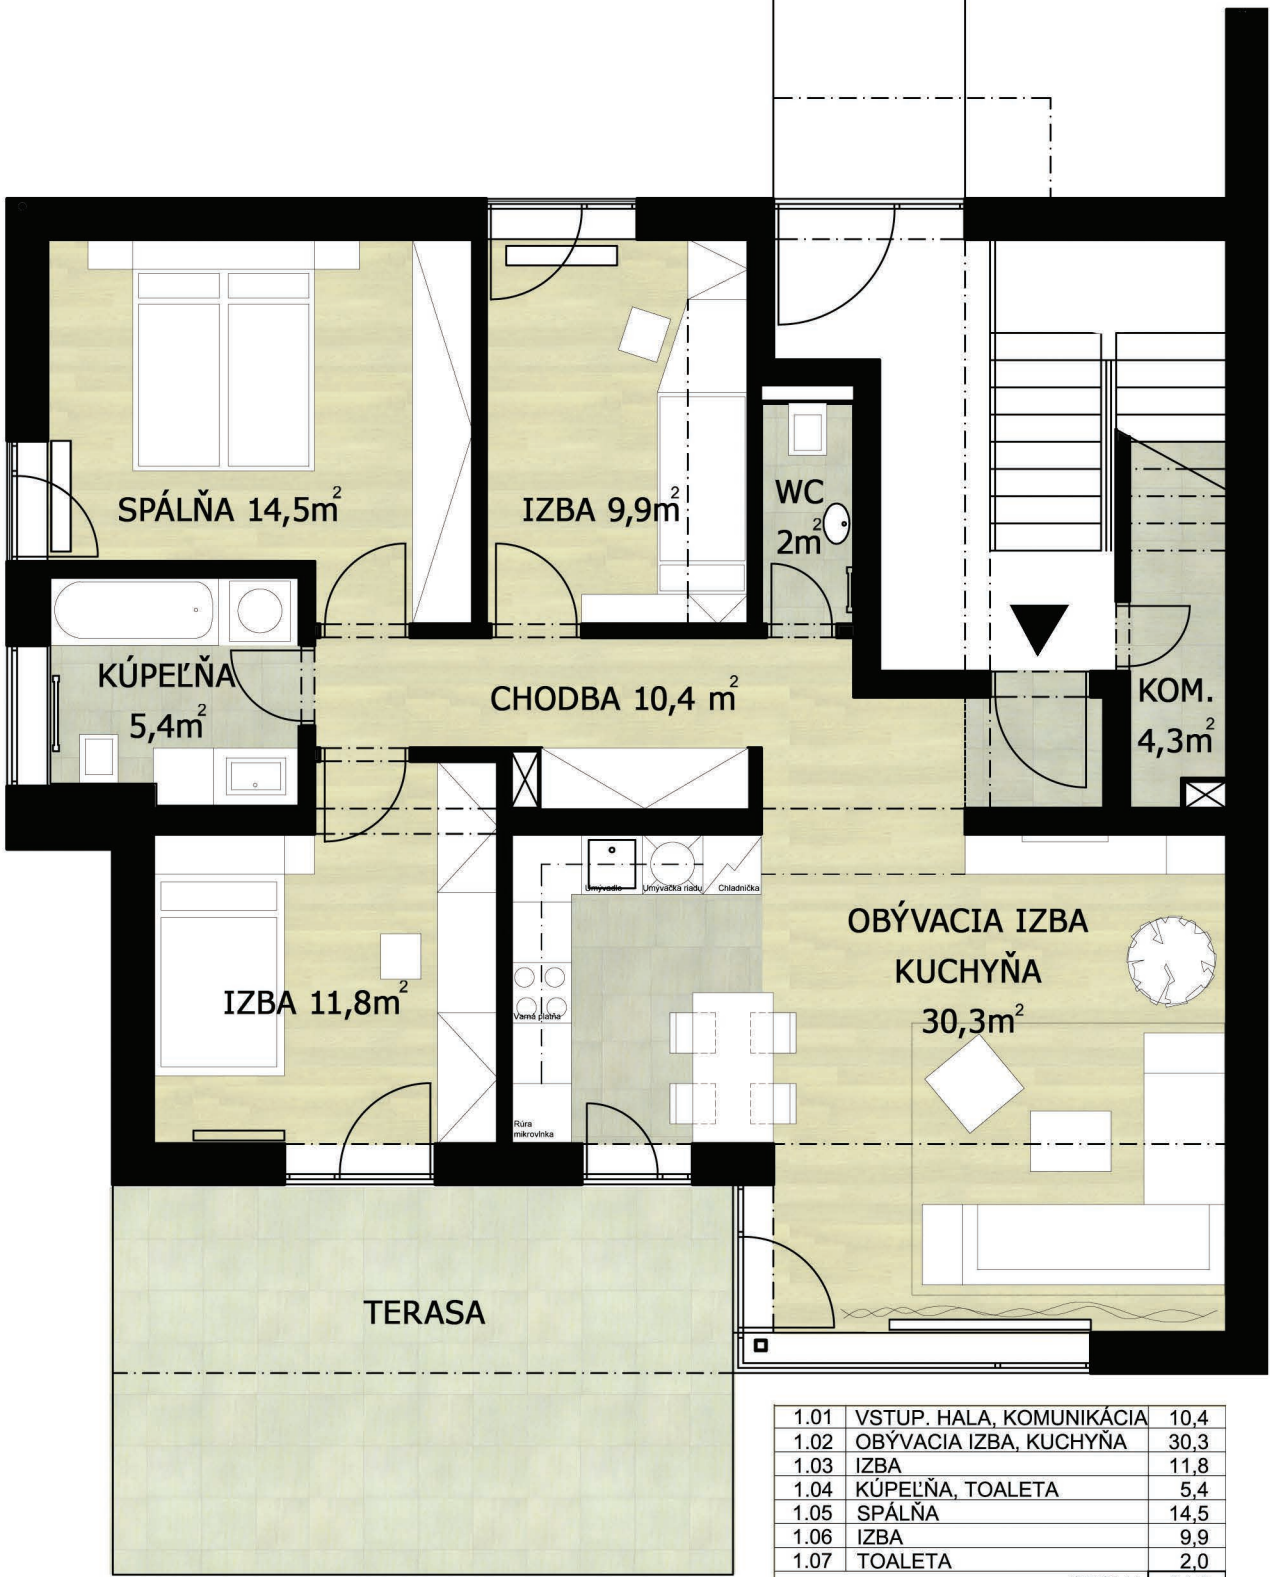 SPÁLŇA 14,5m²
IZBA 9,9m²
WC
2m²
KÚPEĽŇA
5,4m²
CHODBA 10,4 m²
KOM.
4,3m²
Umývadlo
Umývačka riadu
Chladnička
OBÝVACIA IZBA
KUCHYŇA
30,3m²
IZBA 11,8m²
Varná platňa
Rúra
mikrovlnka
TERASA
1.01 VSTUP. HALA, KOMUNIKÁCIA 10,4
1.02 OBÝVACIA IZBA, KUCHYŇA 30,3
1.03 IZBA 11,8
1.04 KÚPEĽŇA, TOALETA 5,4
1.05 SPÁLŇA 14,5
1.06 IZBA 9,9
1.07 TOALETA 2,0